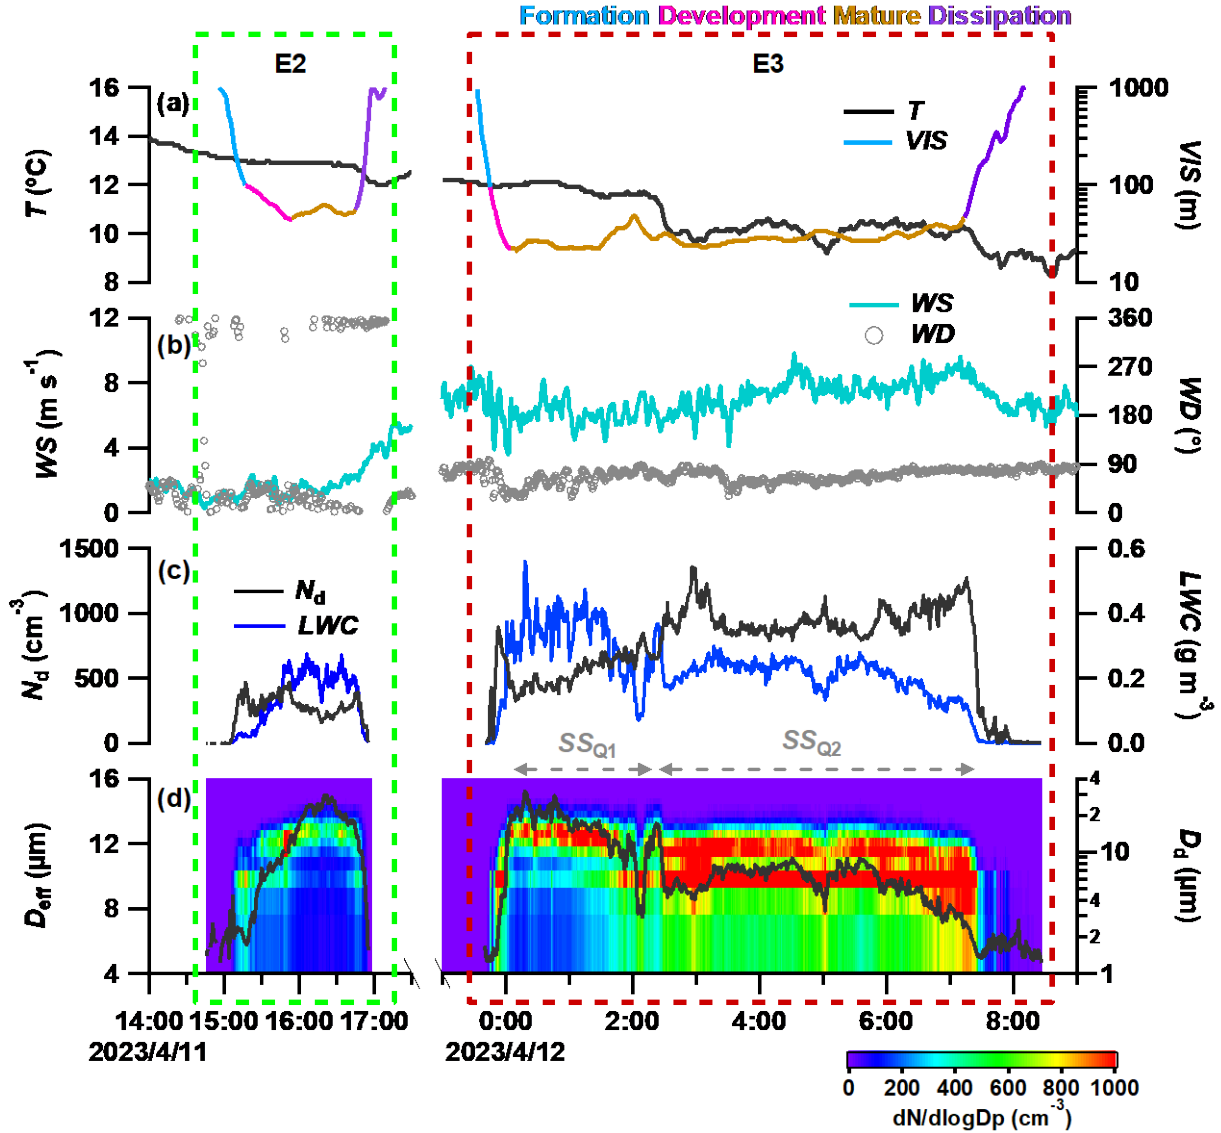 Formation Development Mature Dissipation
E2 E3
(a)
16
14
12
10
8
T (°C)
T
VIS
1000
100
10
VIS (m)
(b)
12
8
4
0
WS (m s-1)
WS
WD
360
270
180
90
0
WD (°)
(c)
1500
1000
500
0
Nd (cm-3)
Nd
LWC
0.6
0.4
0.2
0.0
LWC (g m-3)
SSQ1 SSQ2
(d)
16
12
8
4
Deff (μm)
4
2
10
4
2
1
Dd (μm)
14:00 15:00 16:00 17:00 0:00 2:00 4:00 6:00 8:00
2023/4/11 2023/4/12
0 200 400 600 800 1000
dN/dlogDp (cm-3)